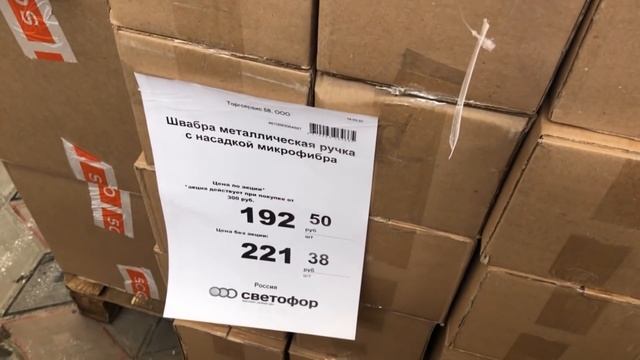 Торгсервис 58, ООО
Швабра металлическая ручка
с насадкой микрофибра
Цена по акции*
*акция действует при покупке от
300 руб.
192 50
руб
шт
Цена без акции:
221 38
руб
шт
Россия
светофор